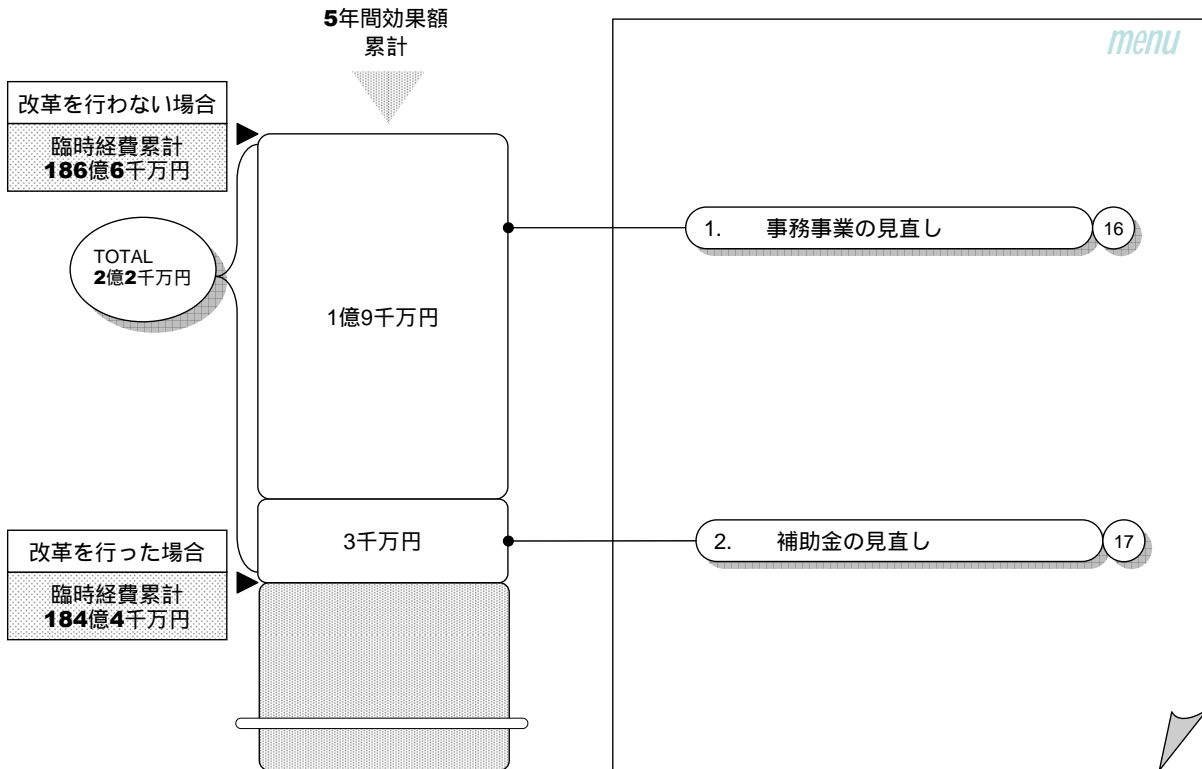 5年間効果額
累計
menu
改革を行わない場合
臨時経費累計
186億6千万円
1. 事務事業の見直し 16
TOTAL
2億2千万円
1億9千万円
3千万円
2. 補助金の見直し 17
改革を行った場合
臨時経費累計
184億4千万円